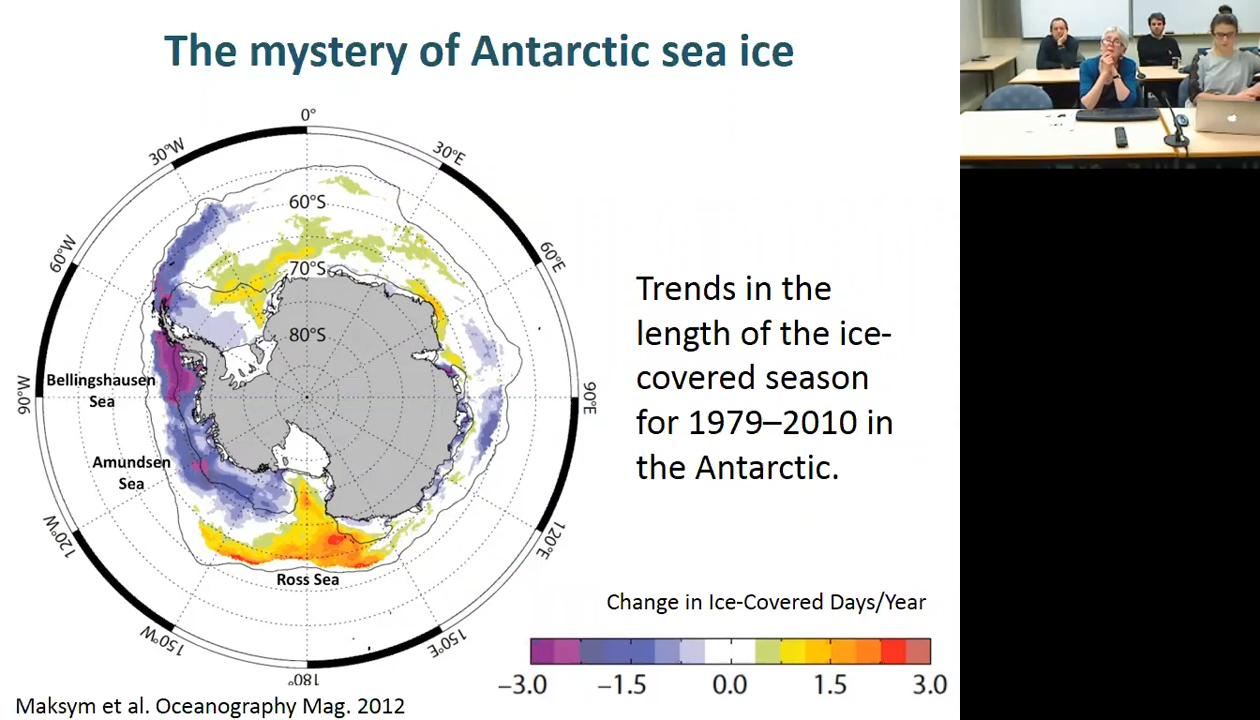 The mystery of Antarctic sea ice
0°
30°W
30°E
60°S
60°W
60°E
70°S
80°S
Bellingshausen
Sea
90°W
90°E
Amundsen
Sea
120°W
120°E
Ross Sea
150°W
150°E
180°
Trends in the
length of the ice-
covered season
for 1979–2010 in
the Antarctic.
Change in Ice-Covered Days/Year
−3.0 −1.5 0.0 1.5 3.0
Maksym et al. Oceanography Mag. 2012